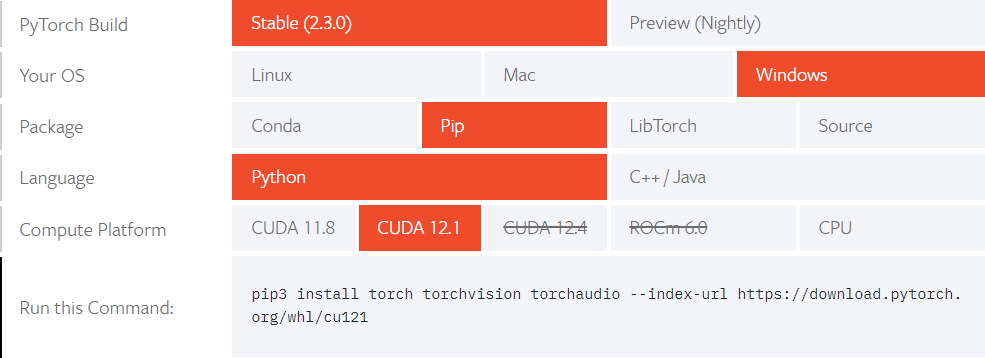 PyTorch Build Stable (2.3.0) Preview (Nightly)
Your OS Linux Mac Windows
Package Conda Pip LibTorch Source
Language Python C++ / Java
Compute Platform CUDA 11.8 CUDA 12.1 CUDA 12.4 ROCm 6.0 CPU
Run this Command: pip3 install torch torchvision torchaudio --index-url https://download.pytorch.
org/whl/cu121